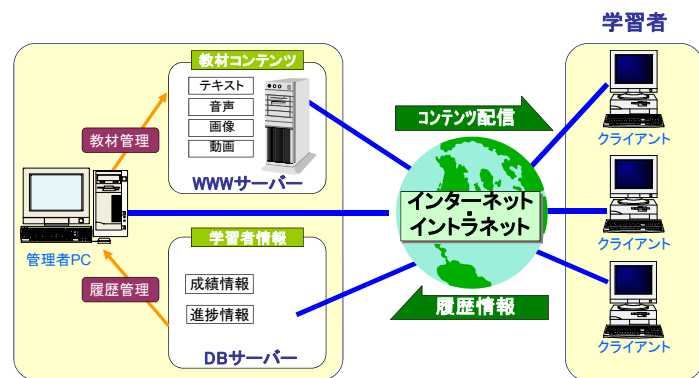 学習者
教材コンテンツ
テキスト
音声
画像
動画
WWWサーバー
教材管理
管理者PC
履歴管理
学習者情報
成績情報
進捗情報
DBサーバー
コンテンツ配信
インターネット
・
イントラネット
履歴情報
クライアント
クライアント
クライアント